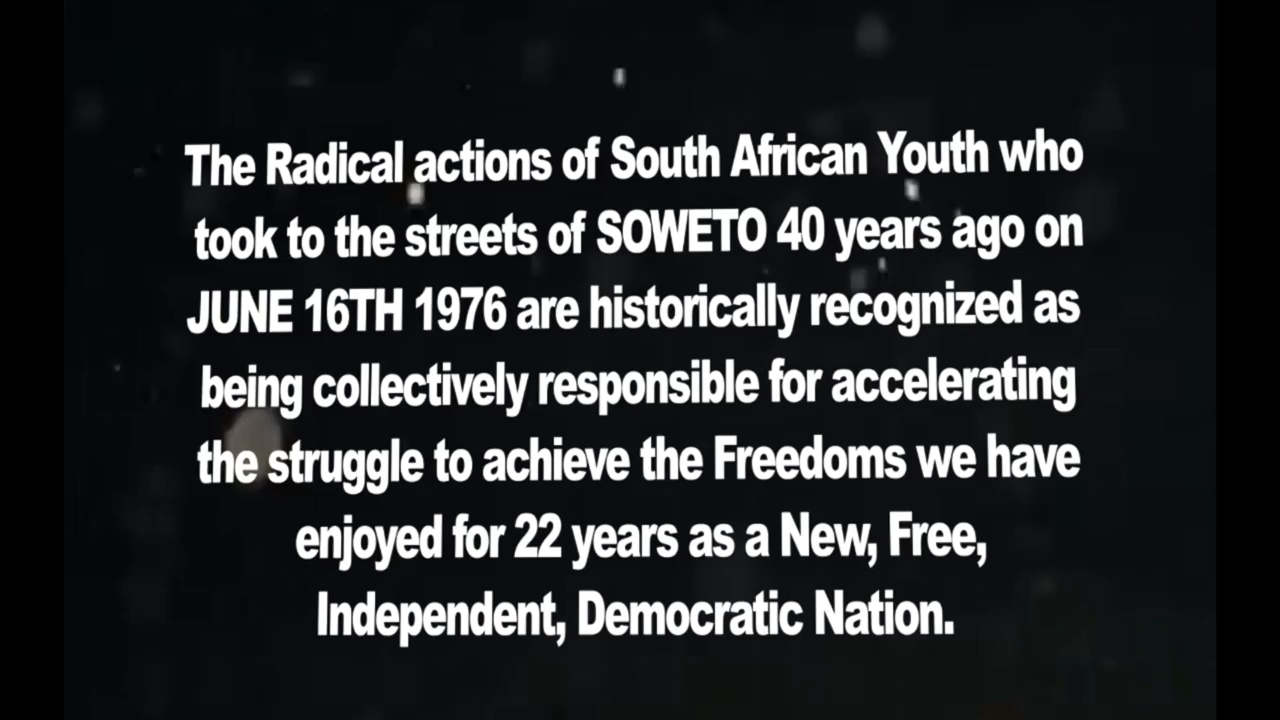 The Radical actions of South African Youth who
took to the streets of SOWETO 40 years ago on
JUNE 16TH 1976 are historically recognized as
being collectively responsible for accelerating
the struggle to achieve the Freedoms we have
enjoyed for 22 years as a New, Free,
Independent, Democratic Nation.